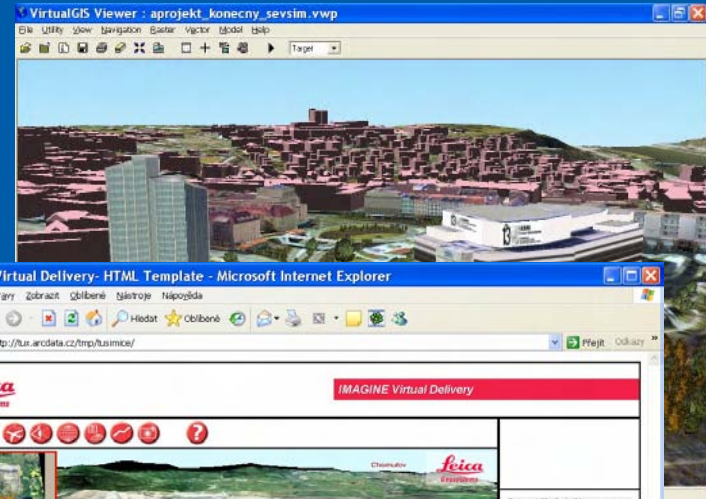 VirtualGIS Viewer : aprojekt_konecny_sevsim.vwp
File Utility View Navigation Raster Vector Model Help
Target
Virtual Delivery- HTML Template - Microsoft Internet Explorer
Zobrazit Oblíbené Nástroje Nápověda
Hledat Oblíbené
tp://tux.arcdata.cz/tmp/tusimice/
Přejít Odkazy »
IMAGINE Virtual Delivery
?
Chomutov
Leica